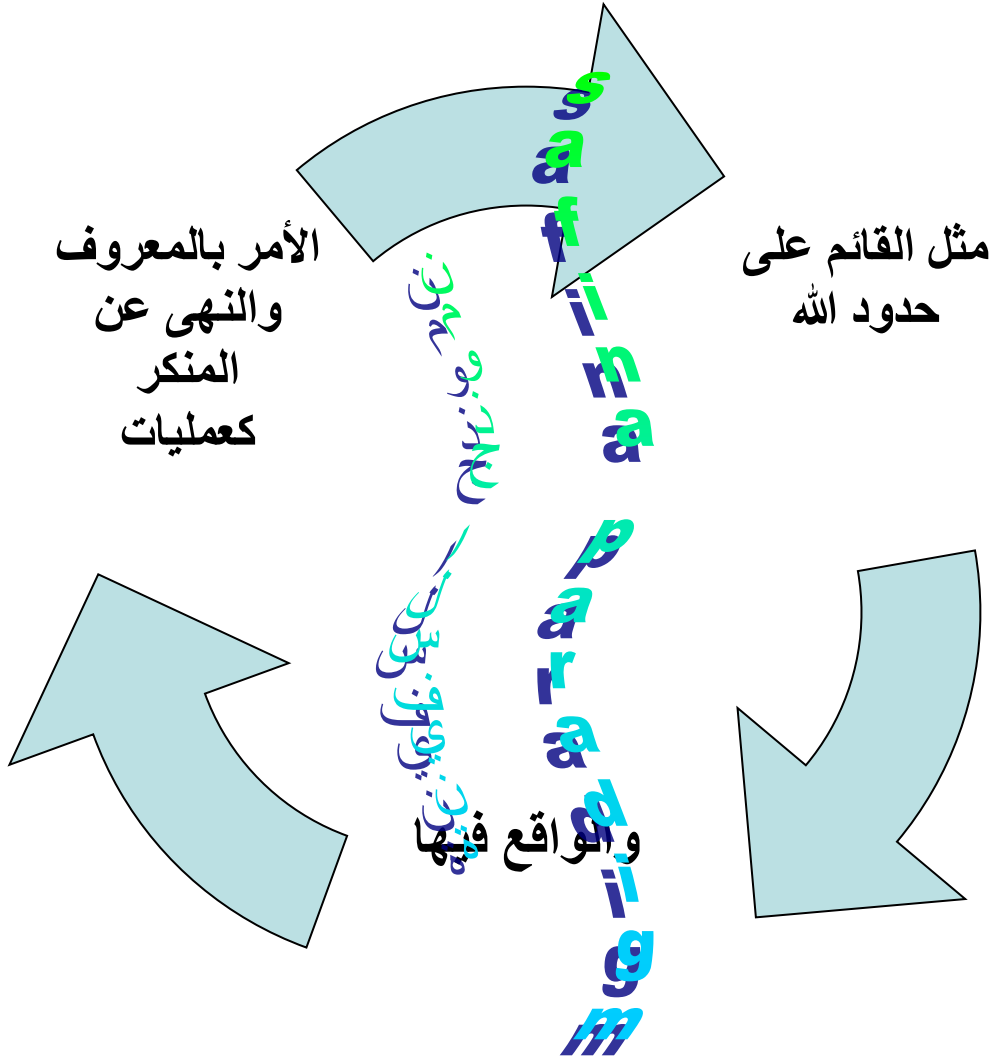 مثل القائم على
حدود الله
والواقع فيها
الأمر بالمعروف
والنهى عن
المنكر
كعمليات
safina paradigm